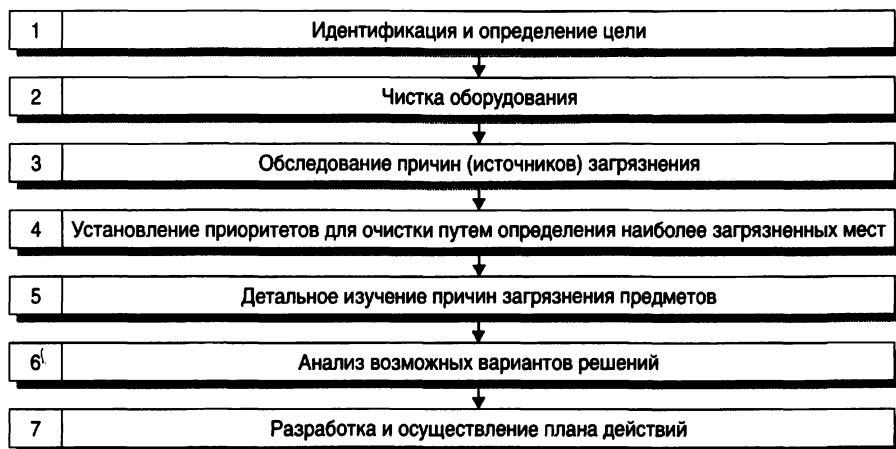 1 Идентификация и определение цели
2 Чистка оборудования
3 Обследование причин (источников) загрязнения
4 Установление приоритетов для очистки путем определения наиболее загрязненных мест
5 Детальное изучение причин загрязнения предметов
6 Анализ возможных вариантов решений
7 Разработка и осуществление плана действий